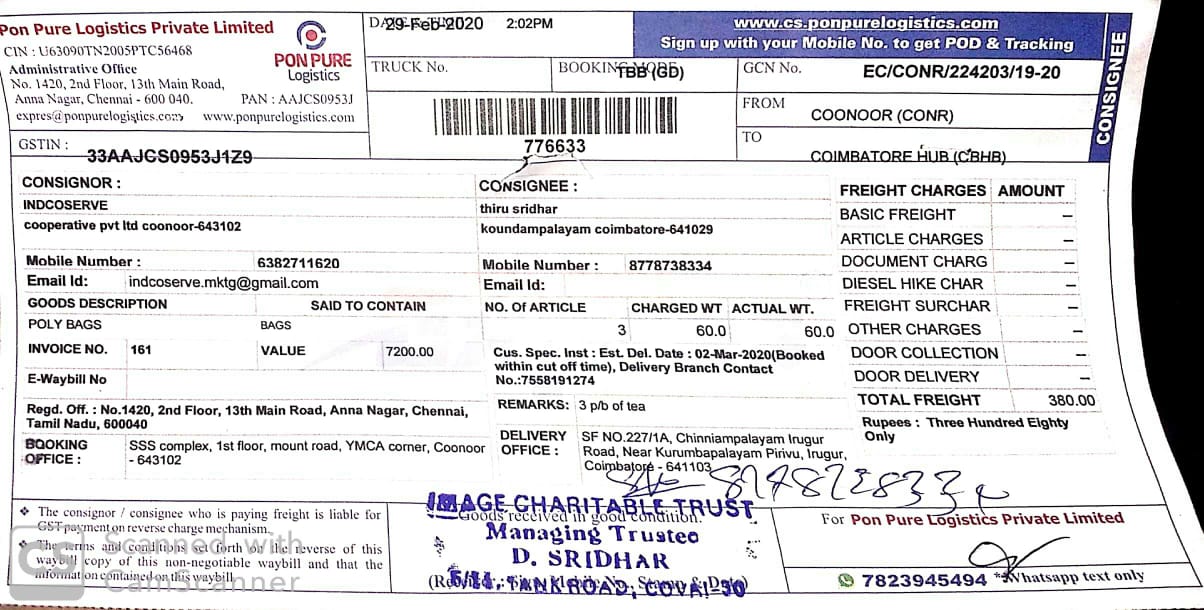 Pon Pure Logistics Private Limited
CIN : U63090TN2005PTC56468
Administrative Office
No. 1420, 2nd Floor, 13th Main Road,
Anna Nagar, Chennai - 600 040. PAN : AAJCS0953J
expres@ponpurelogistics.com www.ponpurelogistics.com
GSTIN : 33AAJCS0953J1Z9
PON PURE
Logistics
29-Feb-2020 2:02PM
www.cs.ponpurelogistics.com
Sign up with your Mobile No. to get POD & Tracking
CONSIGNEE
TRUCK No.
BOOKING MODE TBB (GD)
GCN No. EC/CONR/224203/19-20
776633
FROM COONOOR (CONR)
TO COIMBATORE HUB (CBHB)
CONSIGNOR :
INDCOSERVE
cooperative pvt ltd coonoor-643102
Mobile Number : 6382711620
Email Id: indcoserve.mktg@gmail.com
CONSIGNEE :
thiru sridhar
koundampalayam coimbatore-641029
Mobile Number : 8778738334
Email Id:
FREIGHT CHARGES AMOUNT
BASIC FREIGHT –
ARTICLE CHARGES –
DOCUMENT CHARG –
DIESEL HIKE CHAR –
FREIGHT SURCHAR –
OTHER CHARGES –
DOOR COLLECTION –
DOOR DELIVERY –
TOTAL FREIGHT 380.00
Rupees : Three Hundred Eighty
Only
GOODS DESCRIPTION SAID TO CONTAIN NO. Of ARTICLE CHARGED WT ACTUAL WT.
POLY BAGS BAGS 3 60.0 60.0
INVOICE NO. 161 VALUE 7200.00
E-Waybill No
Cus. Spec. Inst : Est. Del. Date : 02-Mar-2020(Booked
within cut off time), Delivery Branch Contact
No.:7558191274
Regd. Off. : No.1420, 2nd Floor, 13th Main Road, Anna Nagar, Chennai,
Tamil Nadu, 600040
REMARKS: 3 p/b of tea
BOOKING OFFICE : SSS complex, 1st floor, mount road, YMCA corner, Coonoor
- 643102
DELIVERY OFFICE : SF NO.227/1A, Chinniampalayam Irugur
Road, Near Kurumbapalayam Pirivu, Irugur,
Coimbatore - 641103
❖ The consignor / consignee who is paying freight is liable for
GST payment on reverse charge mechanism.
❖ The terms and conditions set forth on the reverse of this
waybill copy of this non-negotiable waybill and that the
information contained on this waybill.
CS Scanned with
CamScanner
IMAGE CHARITABLE TRUST
Goods received in good condition.
Managing Trustee
D. SRIDHAR
TANK ROAD, COVAI-30
For Pon Pure Logistics Private Limited
7823945494 *Whatsapp text only